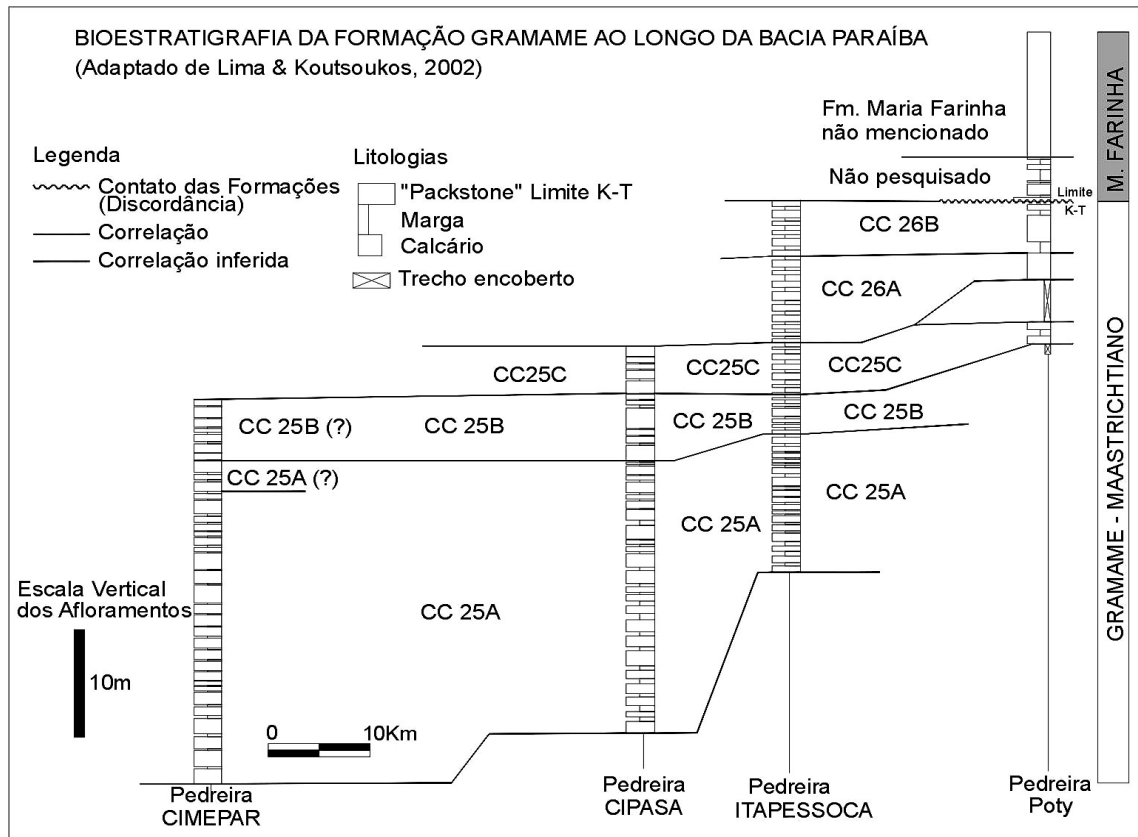 BIOESTRATIGRAFIA DA FORMAÇÃO GRAMAME AO LONGO DA BACIA PARAÍBA
(Adaptado de Lima & Koutsoukos, 2002)
Legenda
Contato das Formações
(Discordância)
Correlação
Correlação inferida
Litologias
"Packstone" Limite K-T
Marga
Calcário
Trecho encoberto
Fm. Maria Farinha
não mencionado
Não pesquisado
Limite
K-T
M. FARINHA
GRAMAME - MAASTRICHTIANO
CC 26B
CC 26A
CC25C
CC25C
CC25C
CC 25B (?)
CC 25B
CC 25B
CC 25B
CC 25A (?)
CC 25A
CC 25A
CC 25A
Escala Vertical
dos Afloramentos
10m
0
10Km
Pedreira
CIMEPAR
Pedreira
CIPASA
Pedreira
ITAPESSOCA
Pedreira
Poty